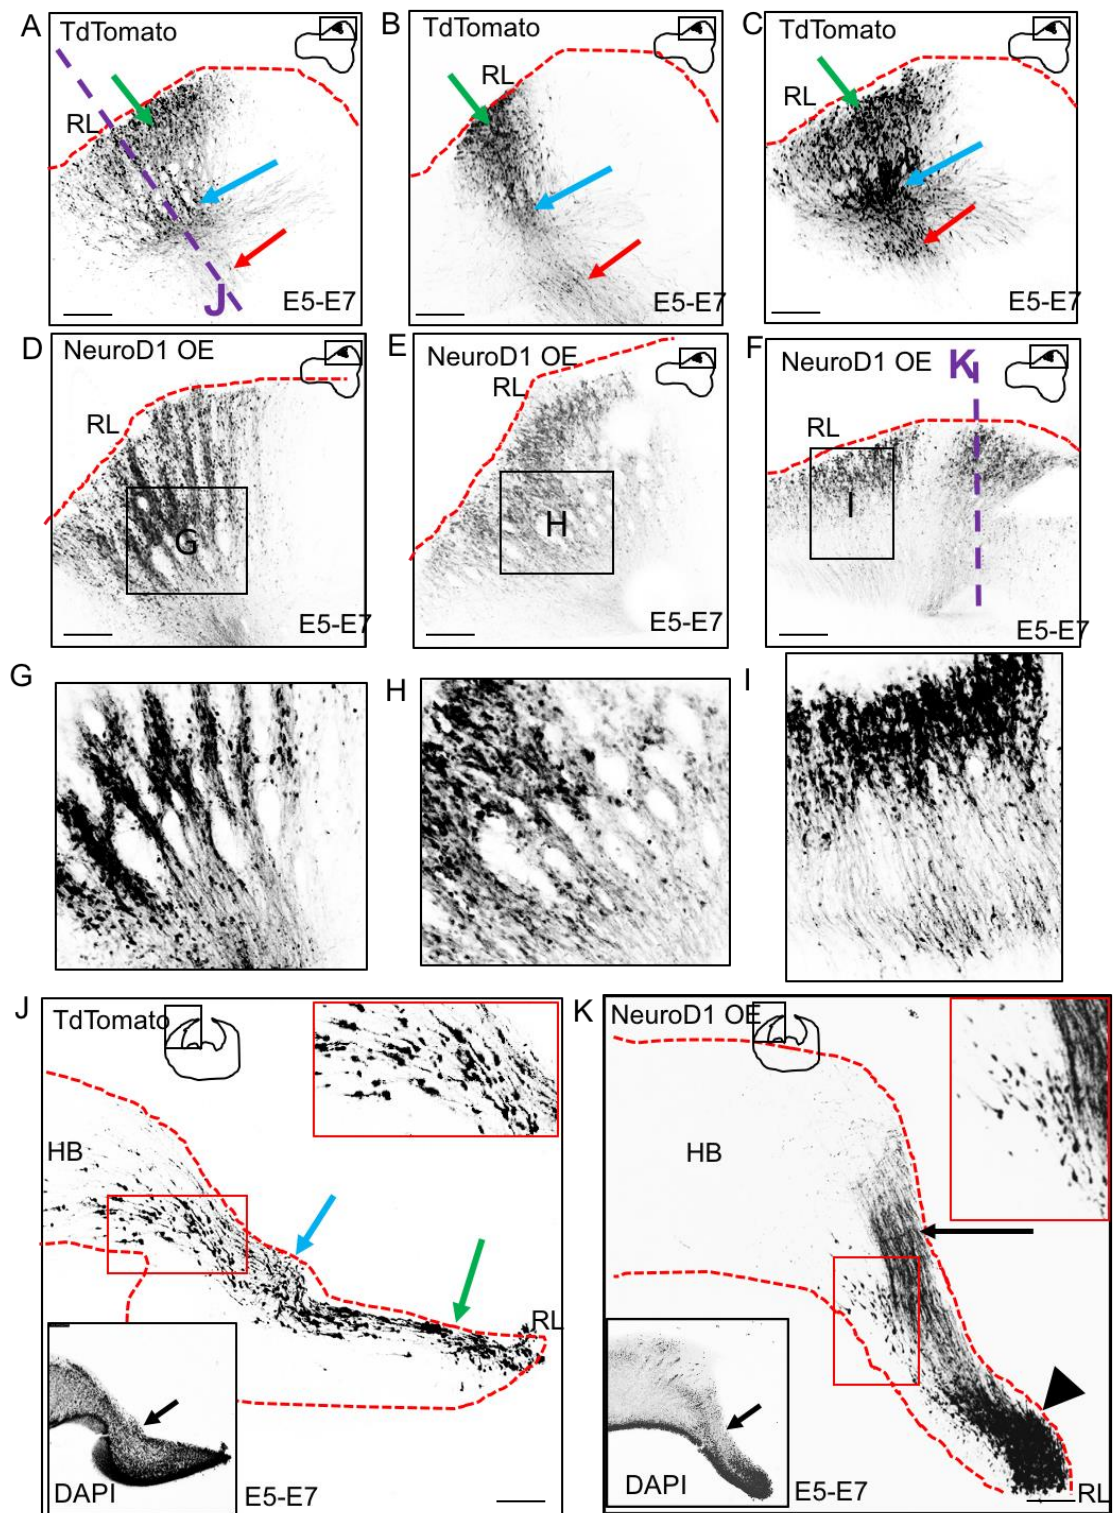 A
TdTomato
RL
J
E5-E7
B
TdTomato
RL
E5-E7
C
TdTomato
RL
E5-E7
D
NeuroD1 OE
RL
G
E5-E7
E
NeuroD1 OE
RL
H
E5-E7
F
NeuroD1 OE
K
RL
I
E5-E7
G
H
I
J
TdTomato
HB
RL
DAPI
E5-E7
K
NeuroD1 OE
HB
DAPI
E5-E7
RL